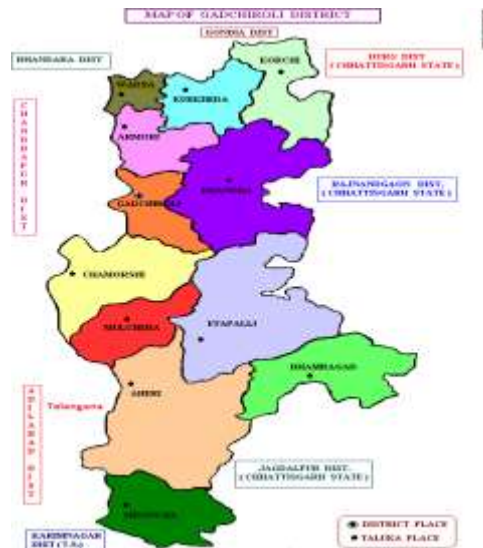 MAP OF GADCHIROLI DISTRICT
GONDIA DIST
BHANDARA DIST
DURG DIST
(CHHATTISGARH STATE)
KORCHI
WADSA
KURKHEDA
ARMORI
CHANDRAPUR DIST
DHANORA
RAJNANDGAON DIST.
(CHHATTISGARH STATE)
GADCHIROLI
CHAMORSHI
MULCHERA
ETAPALLI
BHAMRAGAD
AHERI
Telangana
ADILABAD DIST
JAGDALPUR DIST.
(CHHATTISGARH STATE)
SIRONCHA
DISTRICT PLACE
TALUKA PLACE
KARIMNAGAR
DIST (T.S.)